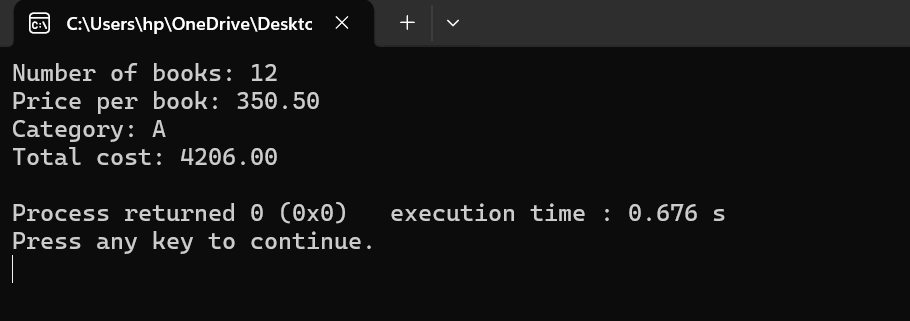 C:\Users\hp\OneDrive\Desktc
Number of books: 12
Price per book: 350.50
Category: A
Total cost: 4206.00
Process returned 0 (0x0)   execution time : 0.676 s
Press any key to continue.